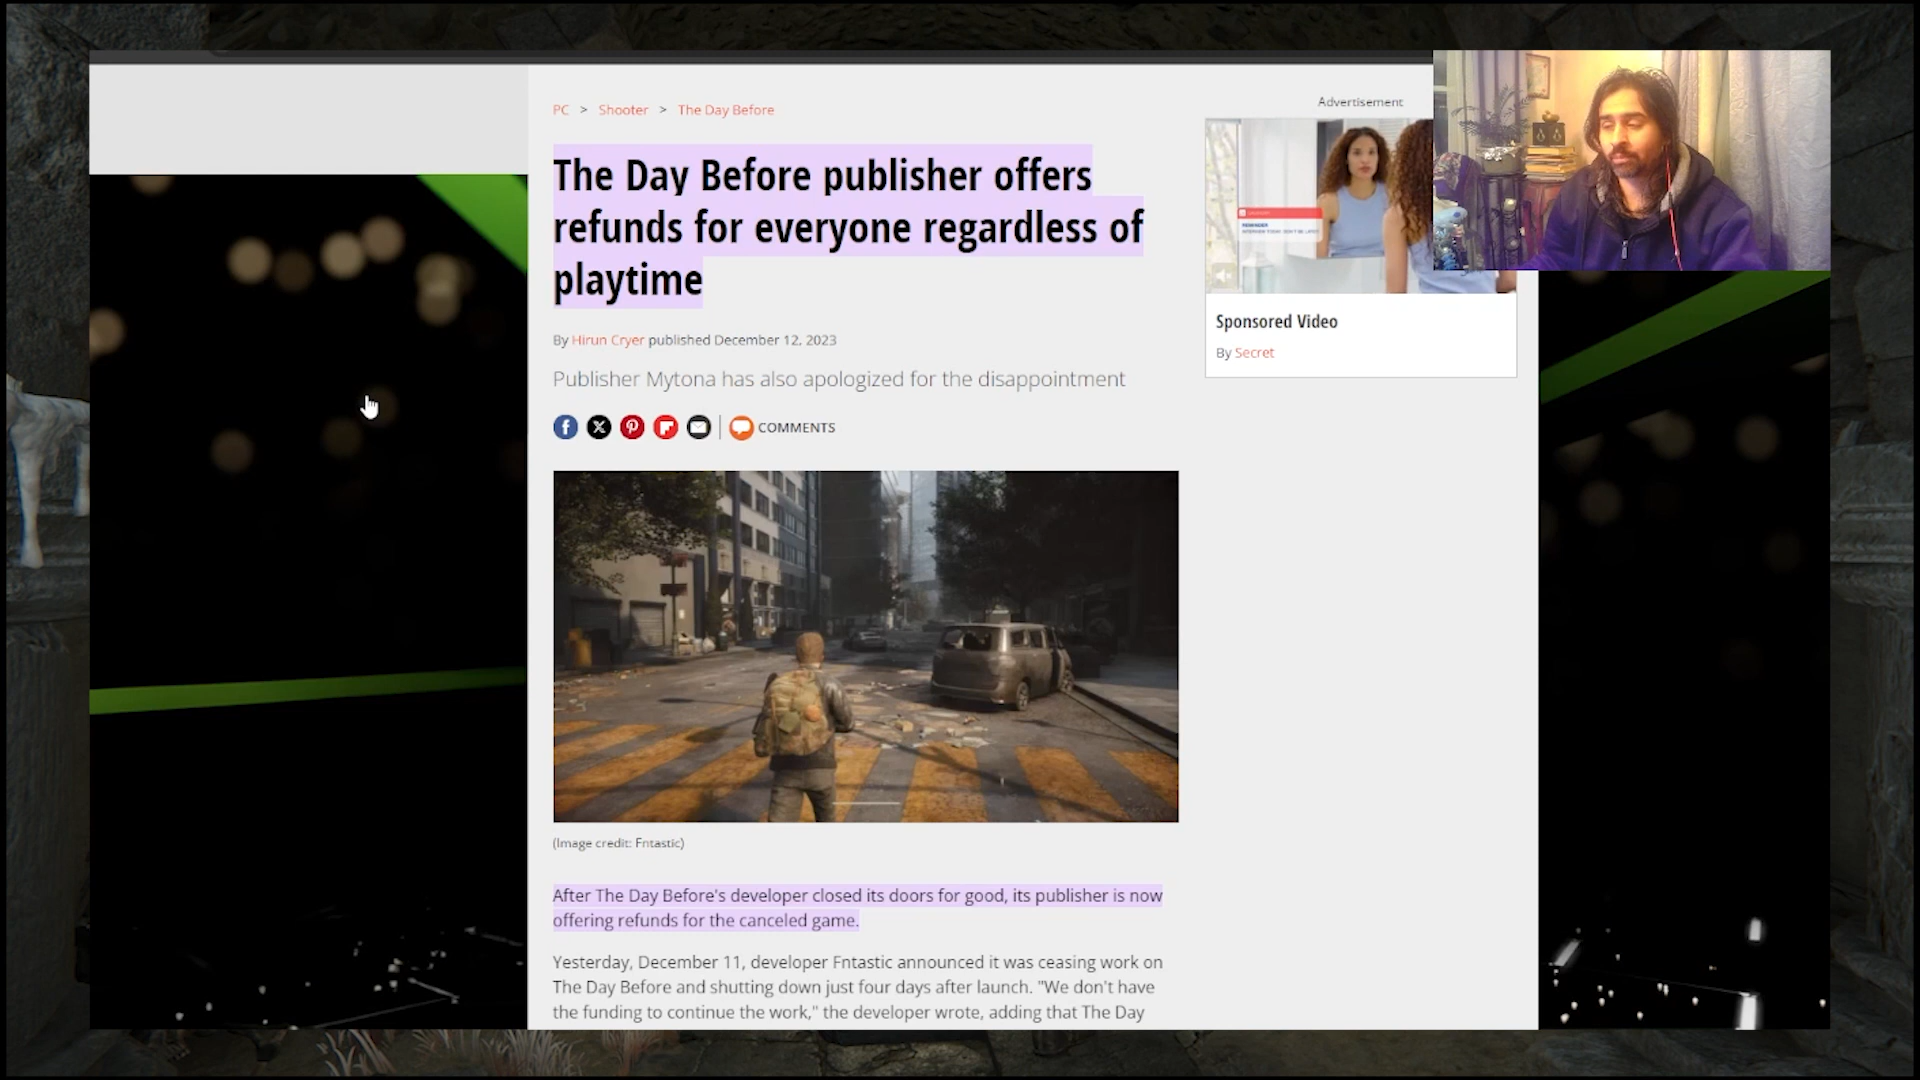 PC > Shooter > The Day Before
The Day Before publisher offers
refunds for everyone regardless of
playtime
By Hirun Cryer published December 12, 2023
Publisher Mytona has also apologized for the disappointment
COMMENTS
(Image credit: Fntastic)
After The Day Before's developer closed its doors for good, its publisher is now
offering refunds for the canceled game.
Yesterday, December 11, developer Fntastic announced it was ceasing work on
The Day Before and shutting down just four days after launch. "We don't have
the funding to continue the work," the developer wrote, adding that The Day
Advertisement
REMINDER
Sponsored Video
By Secret